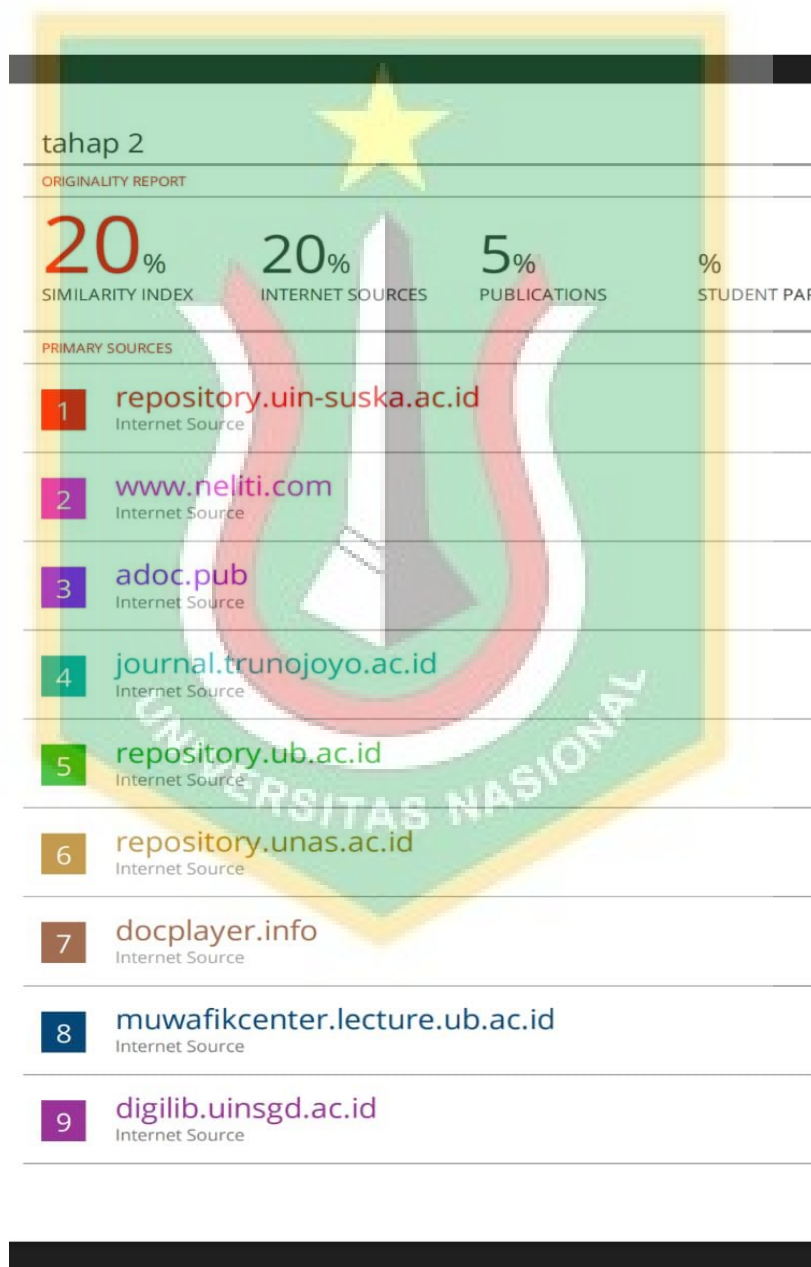 tahap 2
ORIGINALITY REPORT
20% 20% 5% %
SIMILARITY INDEX INTERNET SOURCES PUBLICATIONS STUDENT PAP
PRIMARY SOURCES
1 repository.uin-suska.ac.id
Internet Source
2 www.neliti.com
Internet Source
3 adoc.pub
Internet Source
4 journal.trunojoyo.ac.id
Internet Source
5 repository.ub.ac.id
Internet Source
6 repository.unas.ac.id
Internet Source
7 docplayer.info
Internet Source
8 muwafikcenter.lecture.ub.ac.id
Internet Source
9 digilib.uinsgd.ac.id
Internet Source
UNIVERSITAS NASIONAL